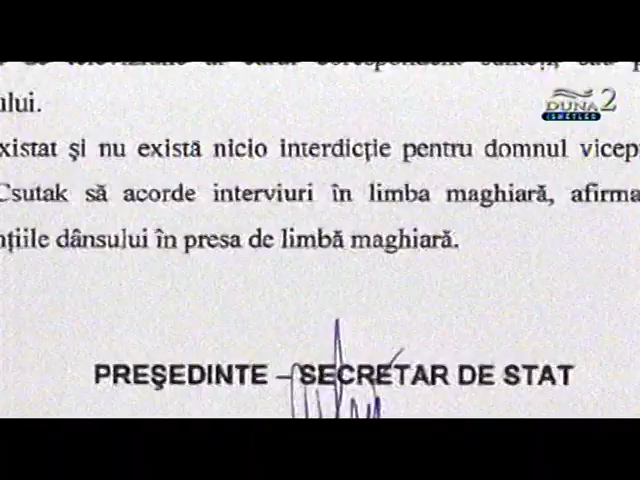 ului.
DUNA 2
ISMÉTLÉS
xistat şi nu există nicio interdicţie pentru domnul vicep
Csutak să acorde interviuri în limba maghiară, afirma
nţiile dânsului în presa de limbă maghiară.
PREŞEDINTE – SECRETAR DE STAT